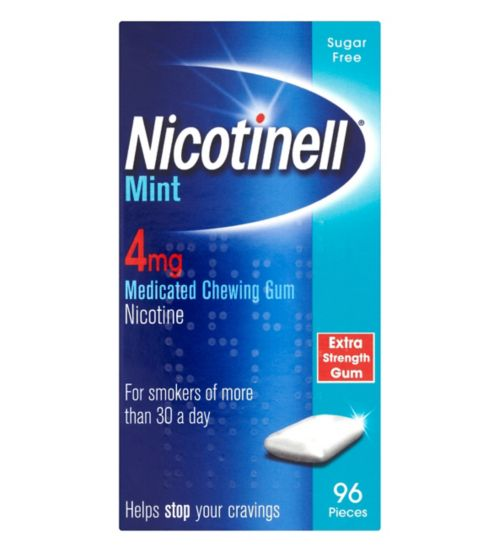 Sugar
Free
Nicotinell®
Mint
4mg
Medicated Chewing Gum
Nicotine
Extra
Strength
Gum
For smokers of more
than 30 a day
Helps stop your cravings
96
Pieces